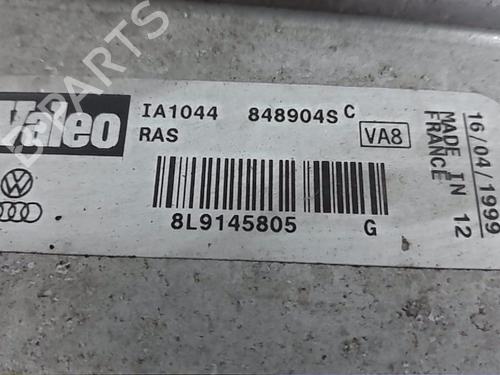 Valeo
IA1044 848904S C
RAS
VA8
8L9145805 G
16/04/1999
MADE IN 12
FRANCE
PARTS